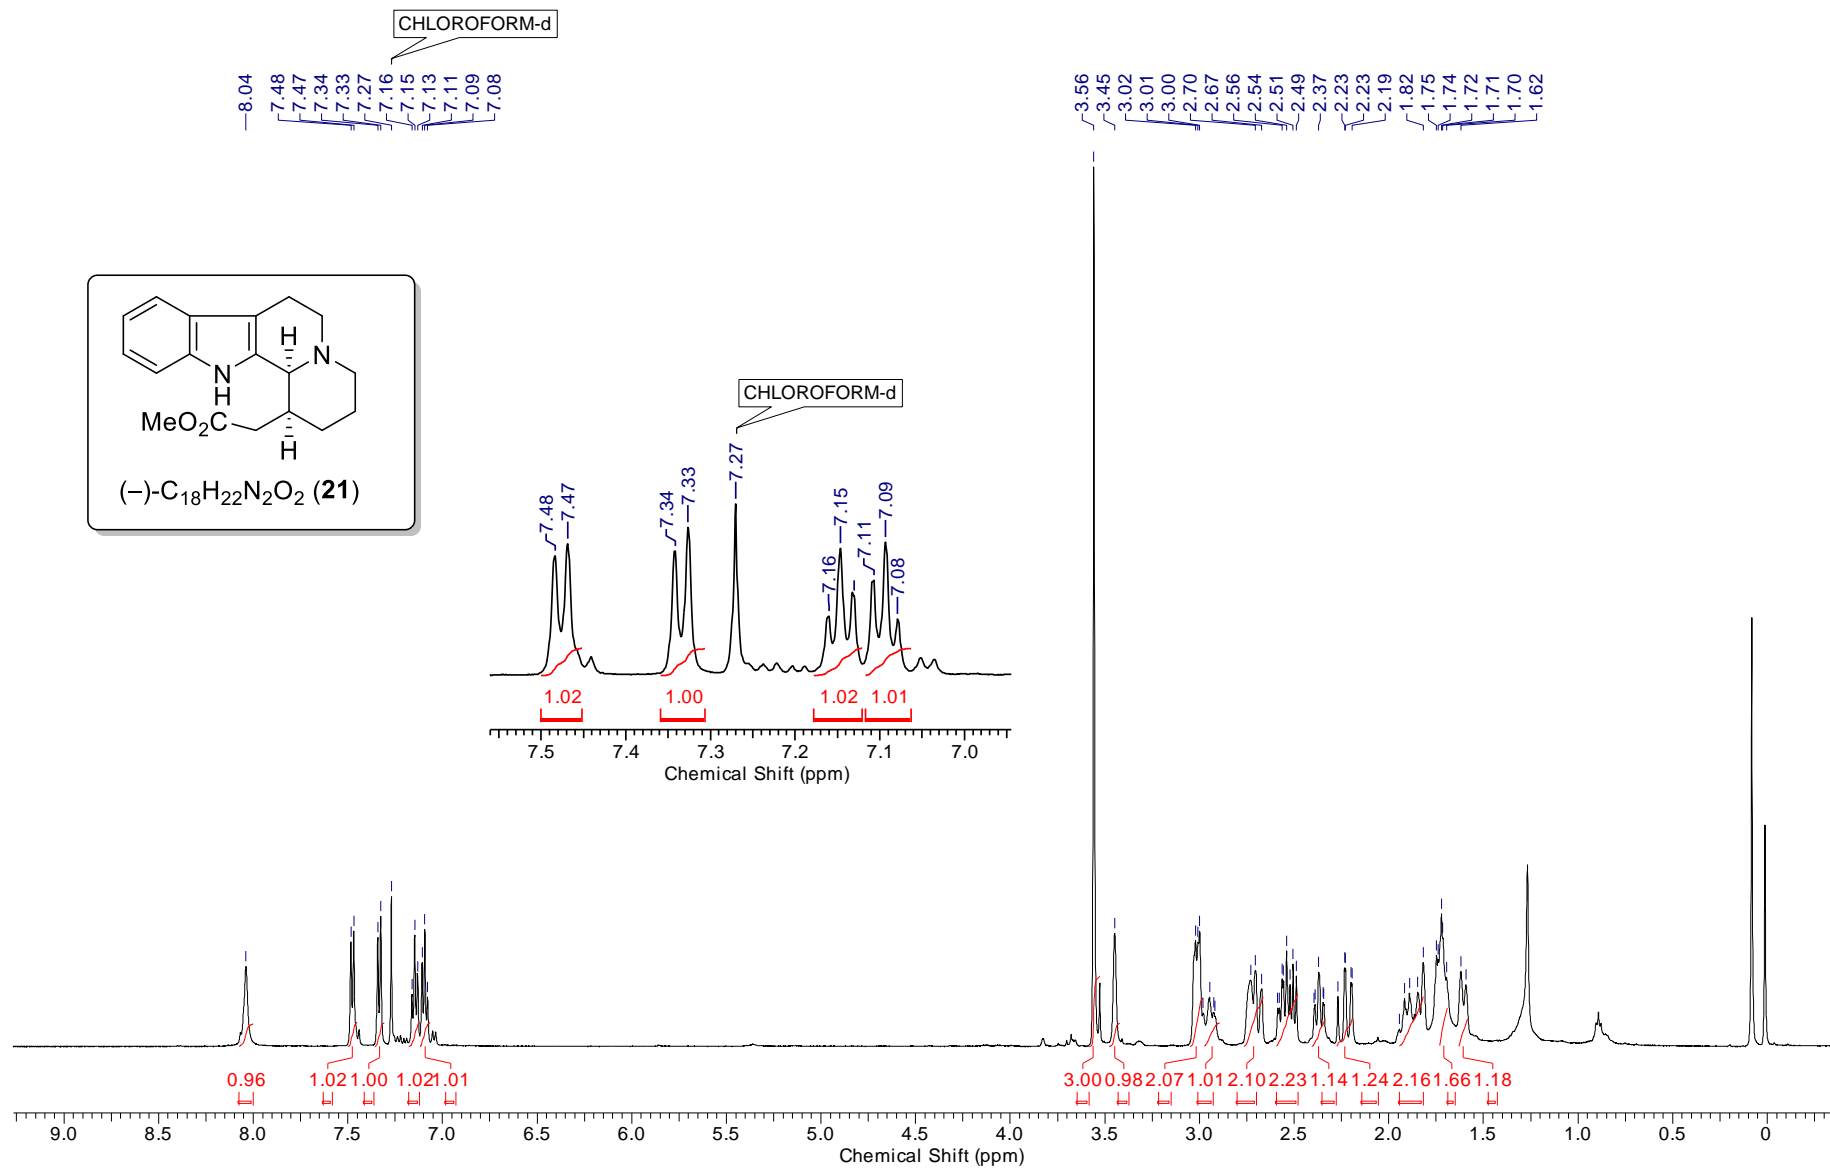 CHLOROFORM-d
8.04 7.48 7.47 7.34 7.33 7.27 7.16 7.15 7.13 7.11 7.09 7.08 3.56 3.45 3.02 3.01 3.00 2.70 2.67 2.56 2.54 2.51 2.49 2.37 2.23 2.23 2.19 1.82 1.75 1.74 1.72 1.71 1.70 1.62
H
N
N
H
MeO2C
H
(–)-C18H22N2O2 (21)
CHLOROFORM-d
7.48 7.47 7.34 7.33 7.27 7.16 7.15 7.11 7.09 7.08
1.02 1.00 1.02 1.01
7.5 7.4 7.3 7.2 7.1 7.0
Chemical Shift (ppm)
0.96 1.02 1.00 1.02 1.01 3.00 0.98 2.07 1.01 2.10 2.23 1.14 1.24 2.16 1.66 1.18
9.0 8.5 8.0 7.5 7.0 6.5 6.0 5.5 5.0 4.5 4.0 3.5 3.0 2.5 2.0 1.5 1.0 0.5 0
Chemical Shift (ppm)